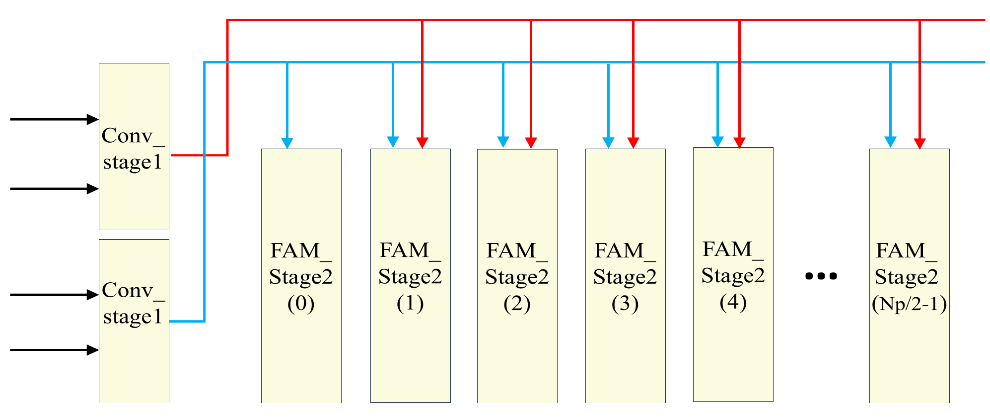 Conv_
stage1
Conv_
stage1
FAM_
Stage2
(0)
FAM_
Stage2
(1)
FAM_
Stage2
(2)
FAM_
Stage2
(3)
FAM_
Stage2
(4)
•••
FAM_
Stage2
(Np/2-1)